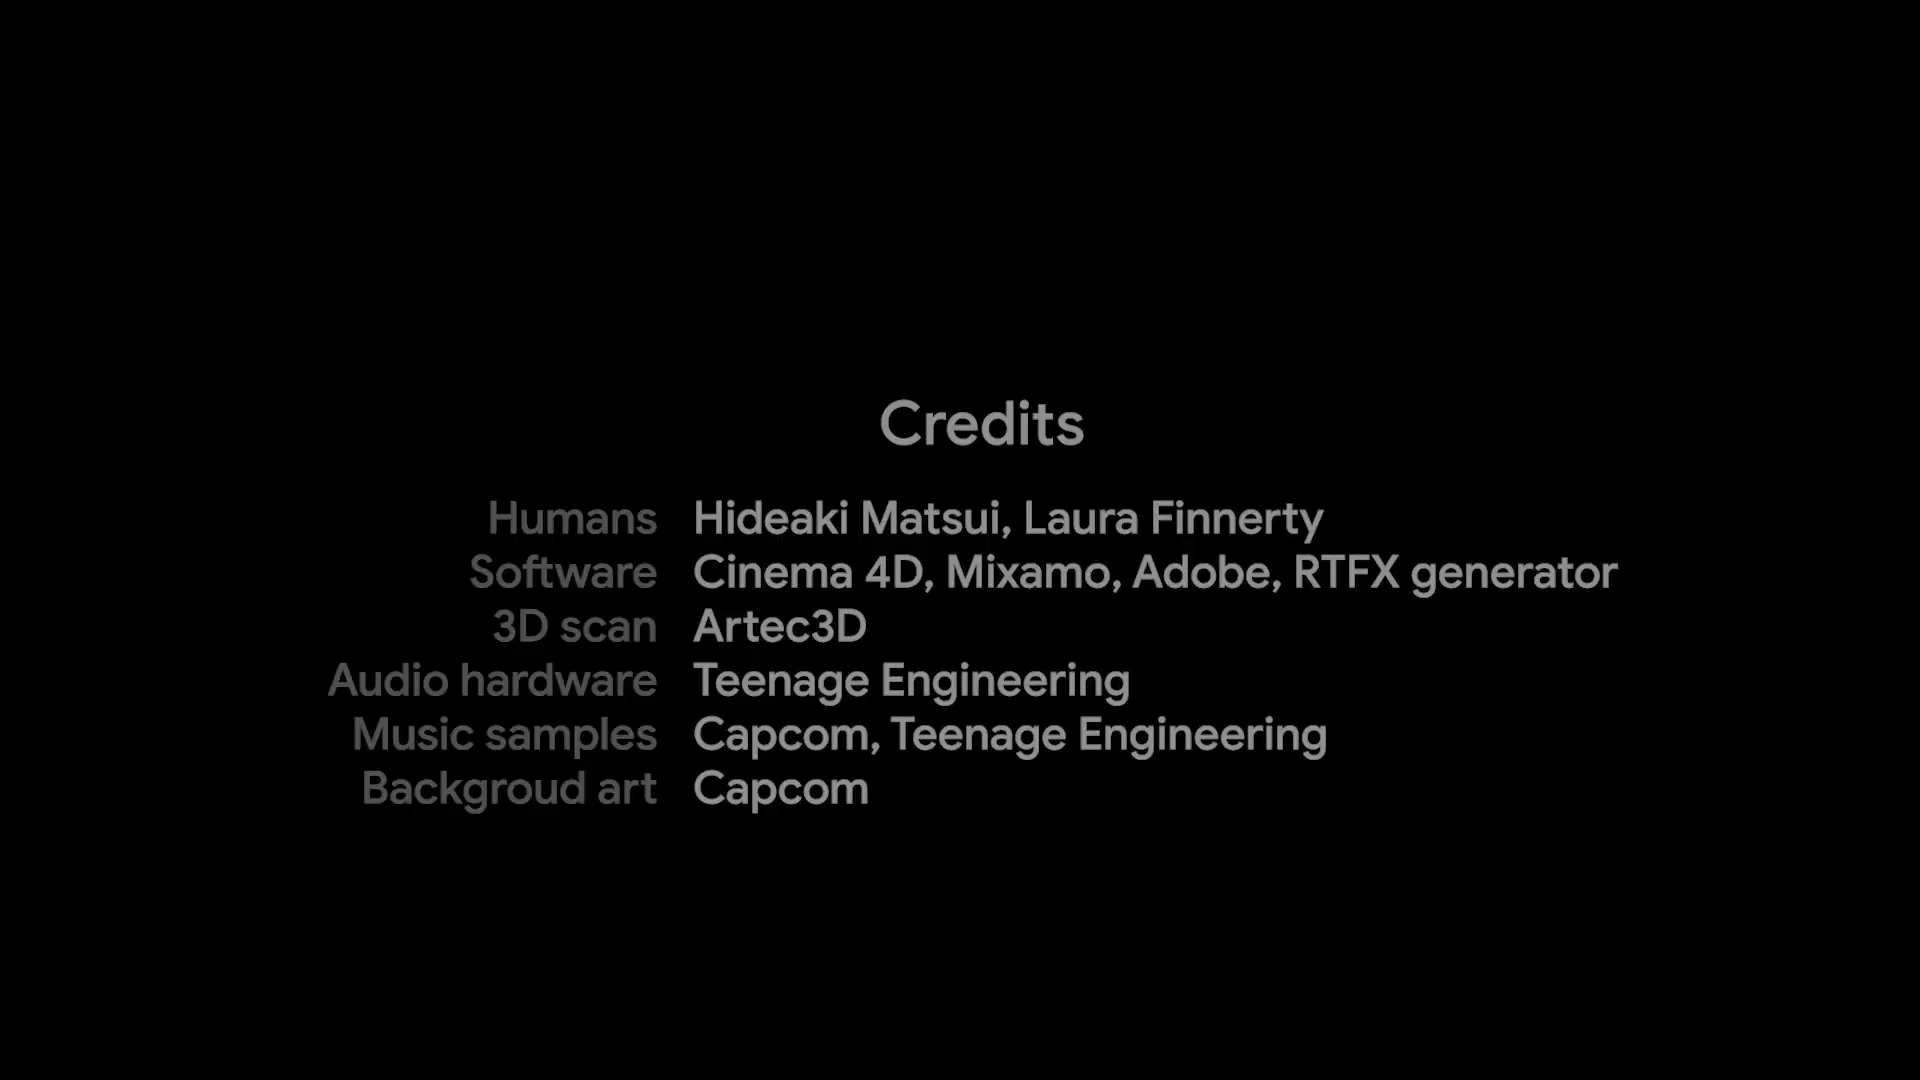 Credits
Humans Hideaki Matsui, Laura Finnerty
Software Cinema 4D, Mixamo, Adobe, RTFX generator
3D scan Artec3D
Audio hardware Teenage Engineering
Music samples Capcom, Teenage Engineering
Backgroud art Capcom